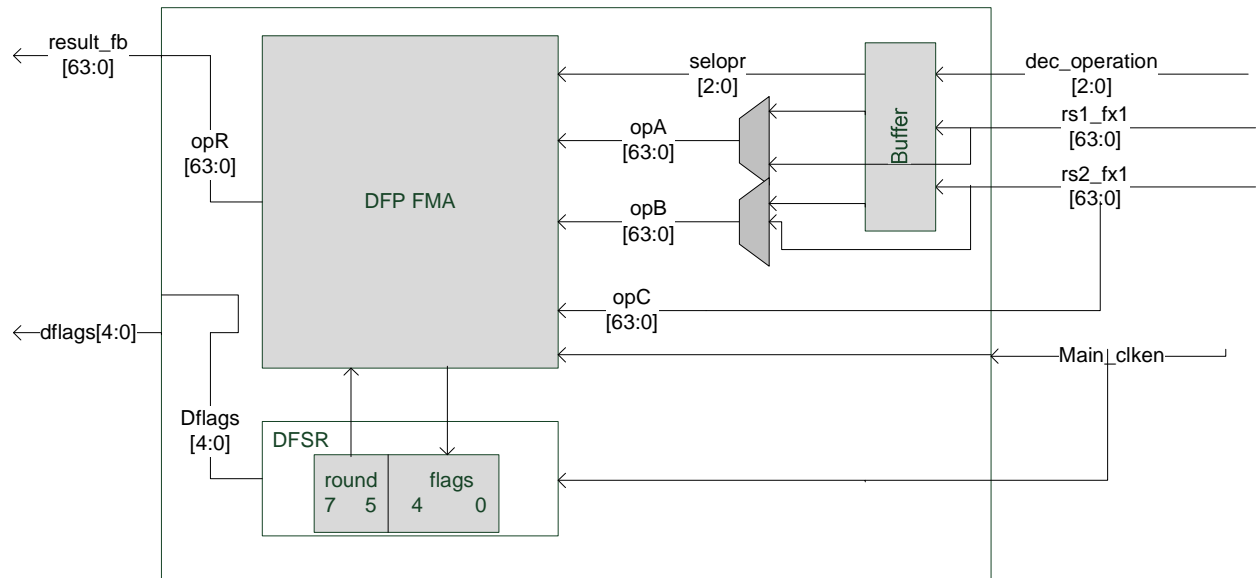 result_fb
[63:0]
selopr
[2:0]
dec_operation
[2:0]
rs1_fx1
[63:0]
rs2_fx1
[63:0]
Buffer
opR
[63:0]
DFP FMA
opA
[63:0]
opB
[63:0]
opC
[63:0]
dflags[4:0]
Main_clken
Dflags
[4:0]
DFSR
round
7 5
flags
4 0